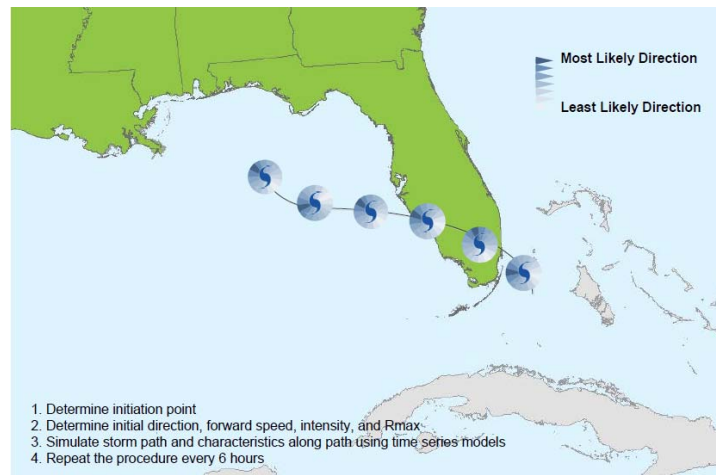 Most Likely Direction
Least Likely Direction
1. Determine initiation point
2. Determine initial direction, forward speed, intensity, and Rmax
3. Simulate storm path and characteristics along path using time series models
4. Repeat the procedure every 6 hours